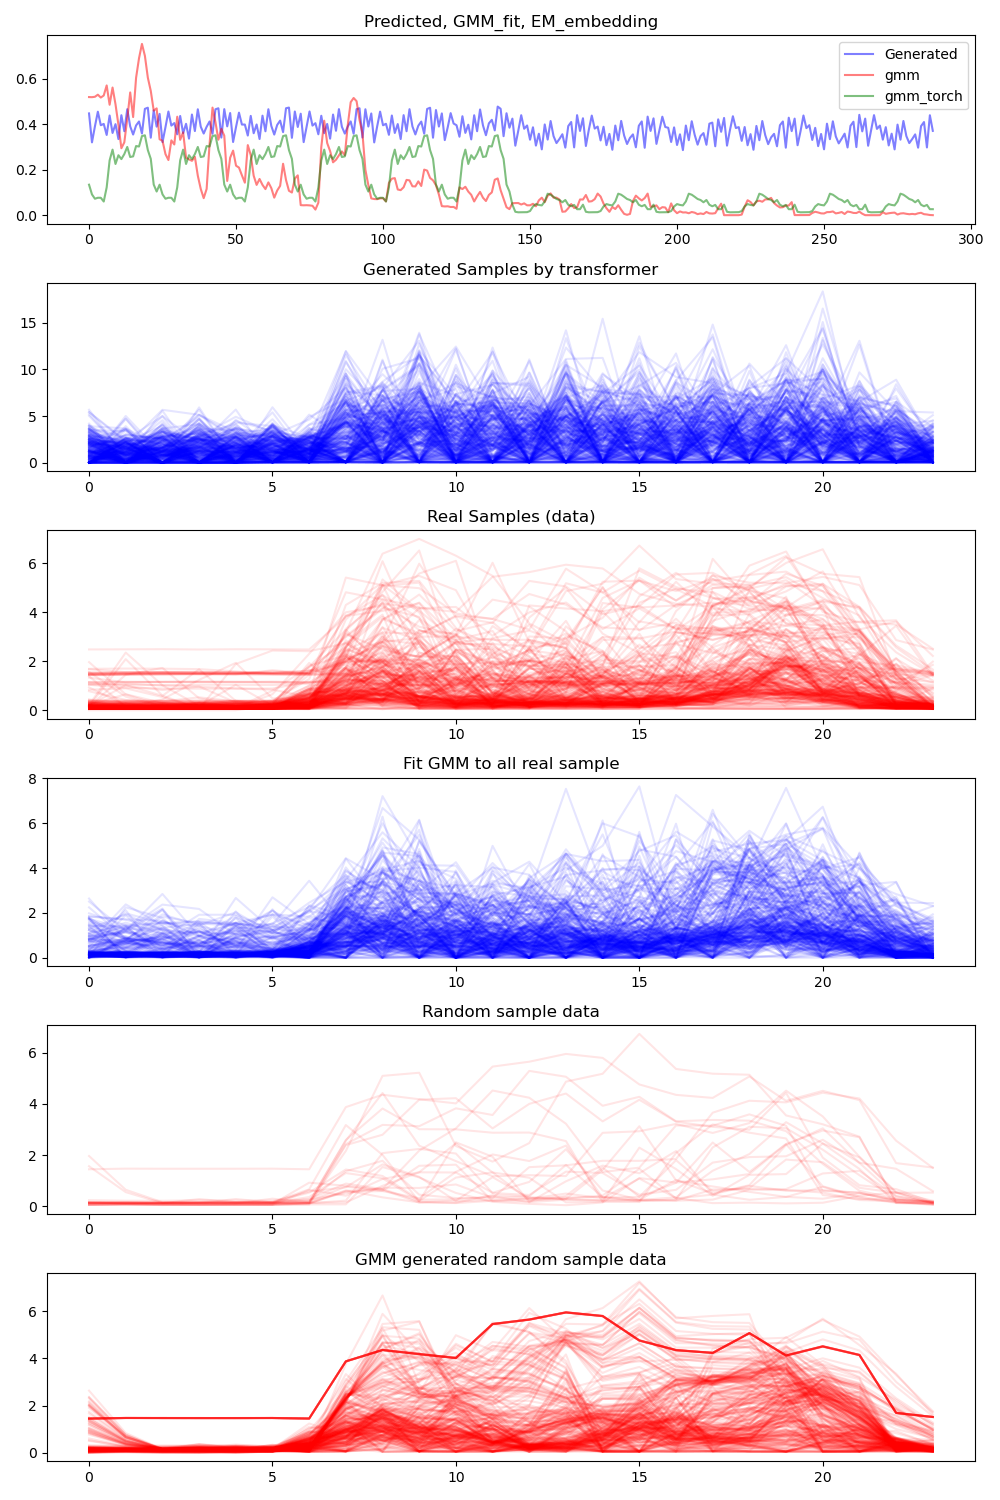 Predicted, GMM_fit, EM_embedding
Generated
gmm
gmm_torch
0.6
0.4
0.2
0.0
0 50 100 150 200 250 300
Generated Samples by transformer
15
10
5
0
0 5 10 15 20
Real Samples (data)
6
4
2
0
0 5 10 15 20
Fit GMM to all real sample
8
6
4
2
0
0 5 10 15 20
Random sample data
6
4
2
0
0 5 10 15 20
GMM generated random sample data
6
4
2
0
0 5 10 15 20